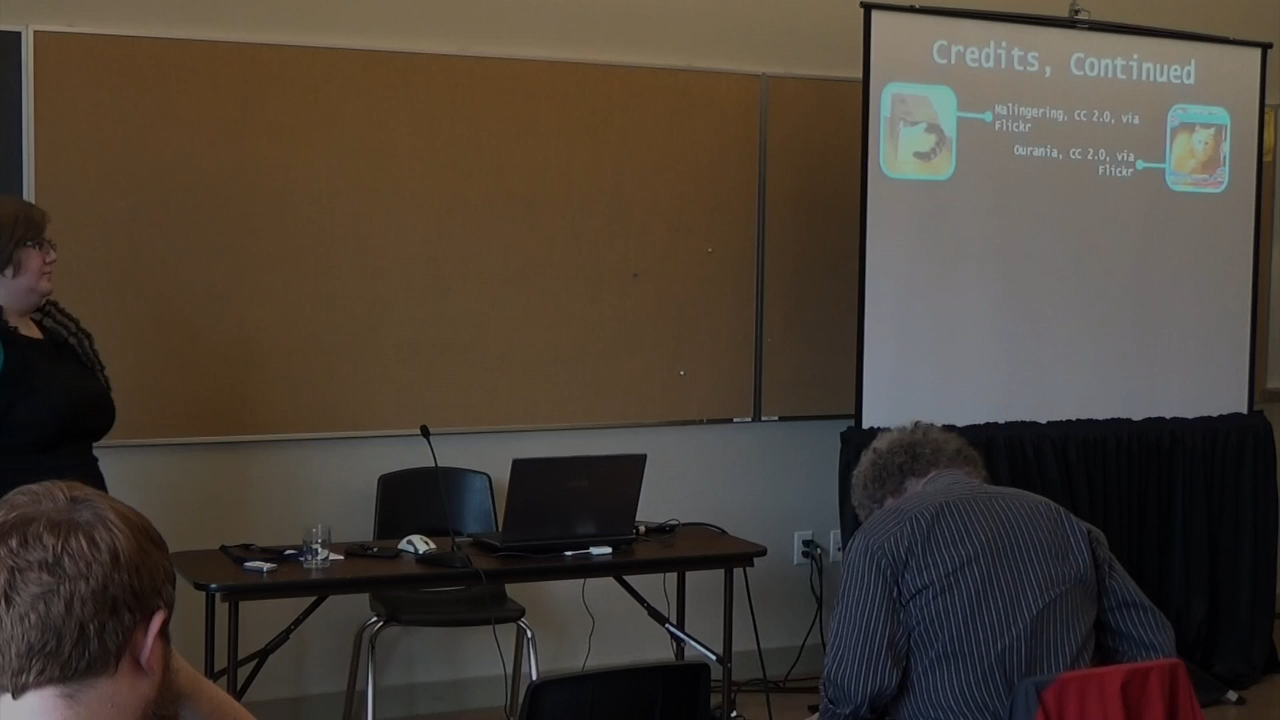 Credits, Continued
Malingering, CC 2.0, via
Flickr
Ourania, CC 2.0, via
Flickr